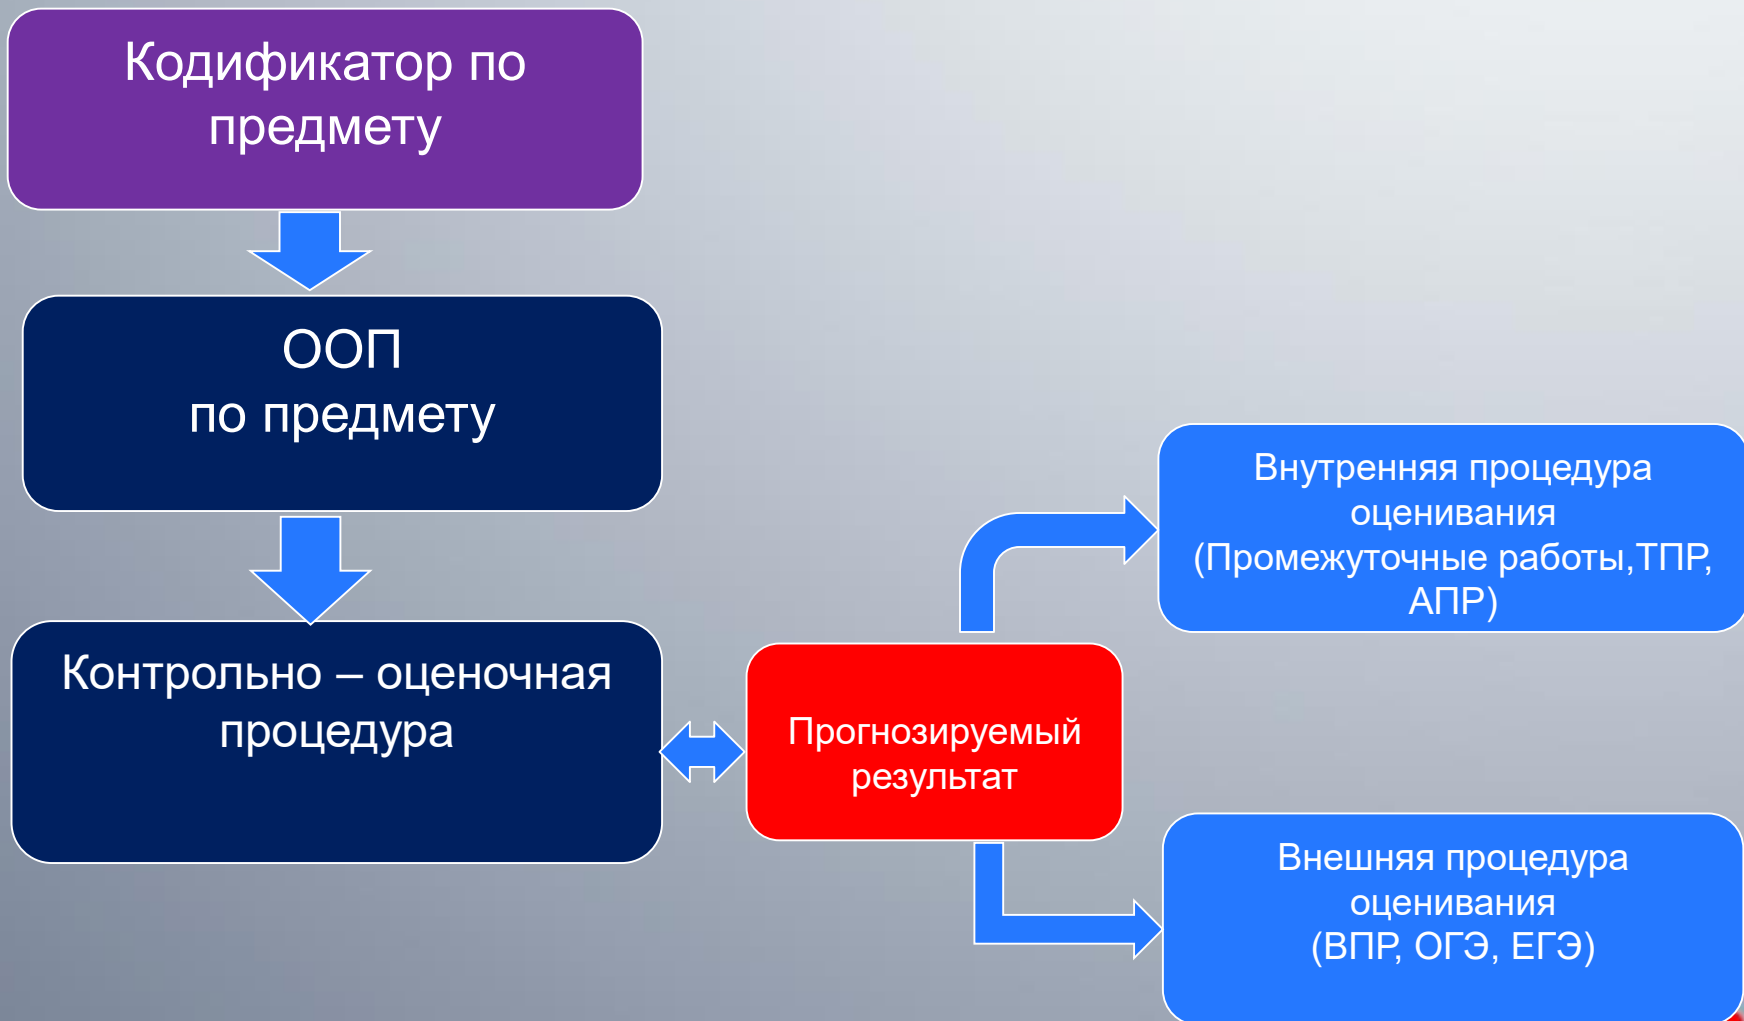 Кодификатор по
предмету
ООП
по предмету
Контрольно – оценочная
процедура
Прогнозируемый
результат
Внутренняя процедура
оценивания
(Промежуточные работы,ТПР,
АПР)
Внешняя процедура
оценивания
(ВПР, ОГЭ, ЕГЭ)